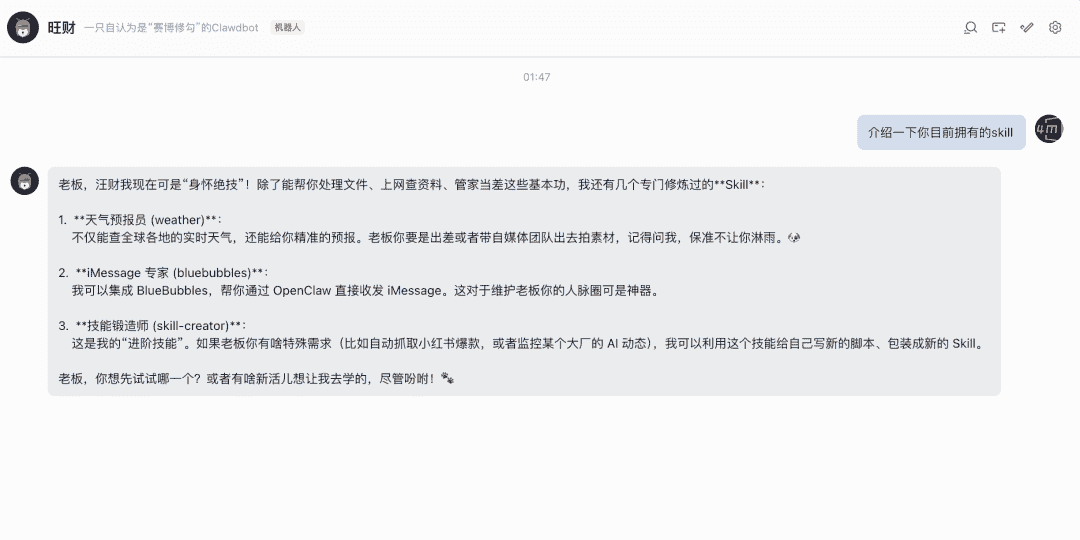 旺财 一只自认为是“赛博修勾”的Clawdbot 机器人
01:47
介绍一下你目前拥有的skill
4m
老板，汪财我现在可是“身怀绝技”！除了能帮你处理文件、上网查资料、管家当差这些基本功，我还有几个专门修炼过的**Skill**：
1. **天气预报员 (weather)**：
不仅能查全球各地的实时天气，还能给你精准的预报。老板你要是出差或者带自媒体团队出去拍素材，记得问我，保准不让你淋雨。🐶
2. **iMessage 专家 (bluebubbles)**：
我可以集成 BlueBubbles，帮你通过 OpenClaw 直接收发 iMessage。这对于维护老板你的人脉圈可是神器。
3. **技能锻造师 (skill-creator)**：
这是我的“进阶技能”。如果老板你有啥特殊需求（比如自动抓取小红书爆款，或者监控某个大厂的 AI 动态），我可以利用这个技能给自己写新的脚本、包装成新的 Skill。
老板，你想先试试哪一个？或者有啥新活儿想让我去学的，尽管吩咐！🐾